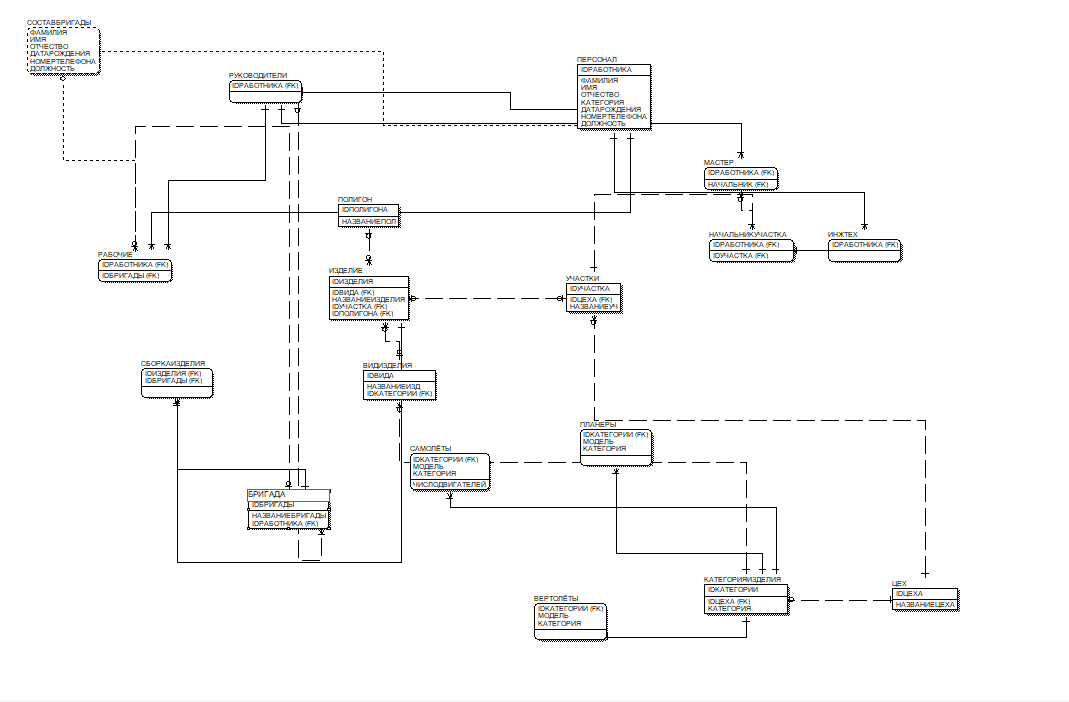 СОСТАВБРИГАДЫ
ФАМИЛИЯ
ИМЯ
ОТЧЕСТВО
ДАТАРОЖДЕНИЯ
НОМЕРТЕЛЕФОНА
ДОЛЖНОСТЬ
РУКОВОДИТЕЛИ
IDРАБОТНИКА (FK)
ПЕРСОНАЛ
IDРАБОТНИКА
ФАМИЛИЯ
ИМЯ
ОТЧЕСТВО
КАТЕГОРИЯ
ДАТАРОЖДЕНИЯ
НОМЕРТЕЛЕФОНА
ДОЛЖНОСТЬ
МАСТЕР
IDРАБОТНИКА (FK)
НАЧАЛЬНИК (FK)
ПОЛИГОН
IDПОЛИГОНА
НАЗВАНИЕПОЛ
НАЧАЛЬНИКУЧАСТКА
IDРАБОТНИКА (FK)
IDУЧАСТКА (FK)
ИНЖТЕХ
IDРАБОТНИКА (FK)
РАБОЧИЕ
IDРАБОТНИКА (FK)
IDБРИГАДЫ (FK)
ИЗДЕЛИЕ
IDИЗДЕЛИЯ
IDВИДА (FK)
НАЗВАНИЕИЗДЕЛИЯ
IDУЧАСТКА (FK)
IDПОЛИГОНА (FK)
УЧАСТКИ
IDУЧАСТКА
IDЦЕХА (FK)
НАЗВАНИЕУЧ
СБОРКАИЗДЕЛИЯ
IDИЗДЕЛИЯ (FK)
IDБРИГАДЫ (FK)
ВИДИЗДЕЛИЯ
IDВИДА
НАЗВАНИЕИЗД
IDКАТЕГОРИИ (FK)
ПЛАНЕРЫ
IDКАТЕГОРИИ (FK)
МОДЕЛЬ
КАТЕГОРИЯ
САМОЛЁТЫ
IDКАТЕГОРИИ (FK)
МОДЕЛЬ
КАТЕГОРИЯ
ЧИСЛОДВИГАТЕЛЕЙ
БРИГАДА
IDБРИГАДЫ
НАЗВАНИЕБРИГАДЫ
IDРАБОТНИКА (FK)
КАТЕГОРИЯИЗДЕЛИЯ
IDКАТЕГОРИИ
IDЦЕХА (FK)
КАТЕГОРИЯ
ЦЕХ
IDЦЕХА
НАЗВАНИЕЦЕХА
ВЕРТОЛЁТЫ
IDКАТЕГОРИИ (FK)
МОДЕЛЬ
КАТЕГОРИЯ